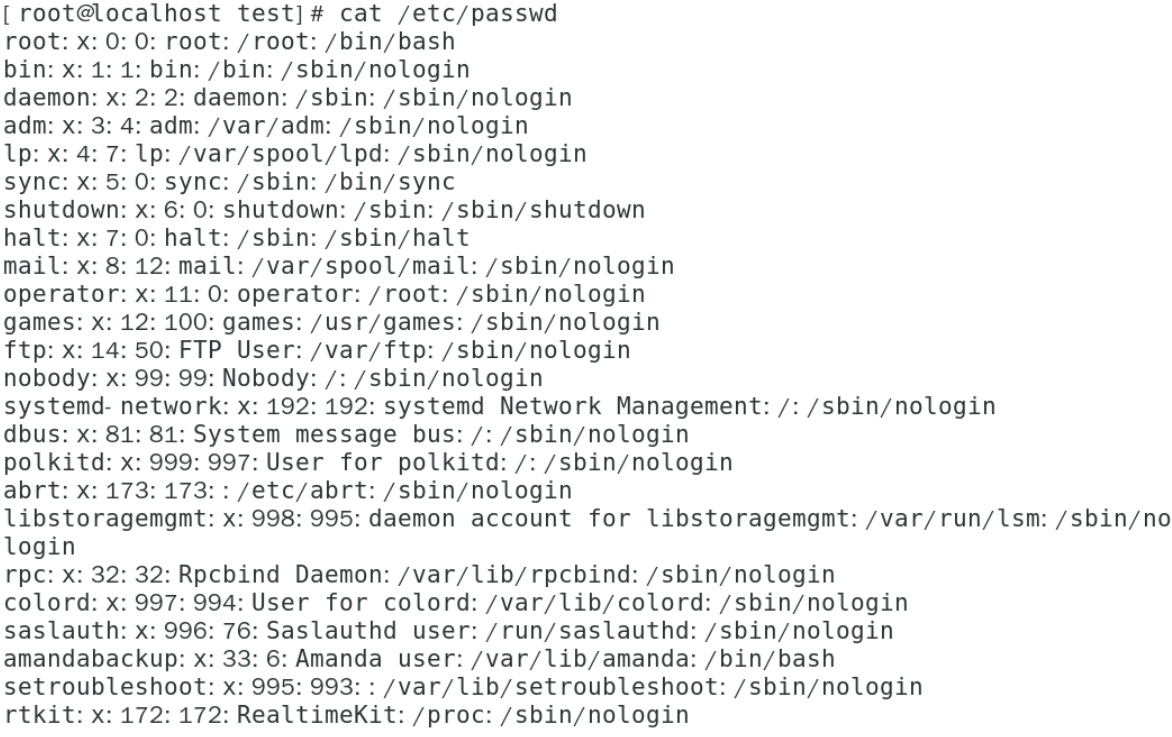 [ root@localhost test] # cat /etc/passwd
root: x: 0: 0: root: /root: /bin/bash
bin: x: 1: 1: bin: /bin: /sbin/nologin
daemon: x: 2: 2: daemon: /sbin: /sbin/nologin
adm: x: 3: 4: adm: /var/adm: /sbin/nologin
lp: x: 4: 7: lp: /var/spool/lpd: /sbin/nologin
sync: x: 5: 0: sync: /sbin: /bin/sync
shutdown: x: 6: 0: shutdown: /sbin: /sbin/shutdown
halt: x: 7: 0: halt: /sbin: /sbin/halt
mail: x: 8: 12: mail: /var/spool/mail: /sbin/nologin
operator: x: 11: 0: operator: /root: /sbin/nologin
games: x: 12: 100: games: /usr/games: /sbin/nologin
ftp: x: 14: 50: FTP User: /var/ftp: /sbin/nologin
nobody: x: 99: 99: Nobody: /: /sbin/nologin
systemd- network: x: 192: 192: systemd Network Management: /: /sbin/nologin
dbus: x: 81: 81: System message bus: /: /sbin/nologin
polkitd: x: 999: 997: User for polkitd: /: /sbin/nologin
abrt: x: 173: 173: : /etc/abrt: /sbin/nologin
libstoragemgmt: x: 998: 995: daemon account for libstoragemgmt: /var/run/lsm: /sbin/no
login
rpc: x: 32: 32: Rpcbind Daemon: /var/lib/rpcbind: /sbin/nologin
colord: x: 997: 994: User for colord: /var/lib/colord: /sbin/nologin
saslauth: x: 996: 76: Saslauthd user: /run/saslauthd: /sbin/nologin
amandabackup: x: 33: 6: Amanda user: /var/lib/amanda: /bin/bash
setroubleshoot: x: 995: 993: : /var/lib/setroubleshoot: /sbin/nologin
rtkit: x: 172: 172: RealtimeKit: /proc: /sbin/nologin